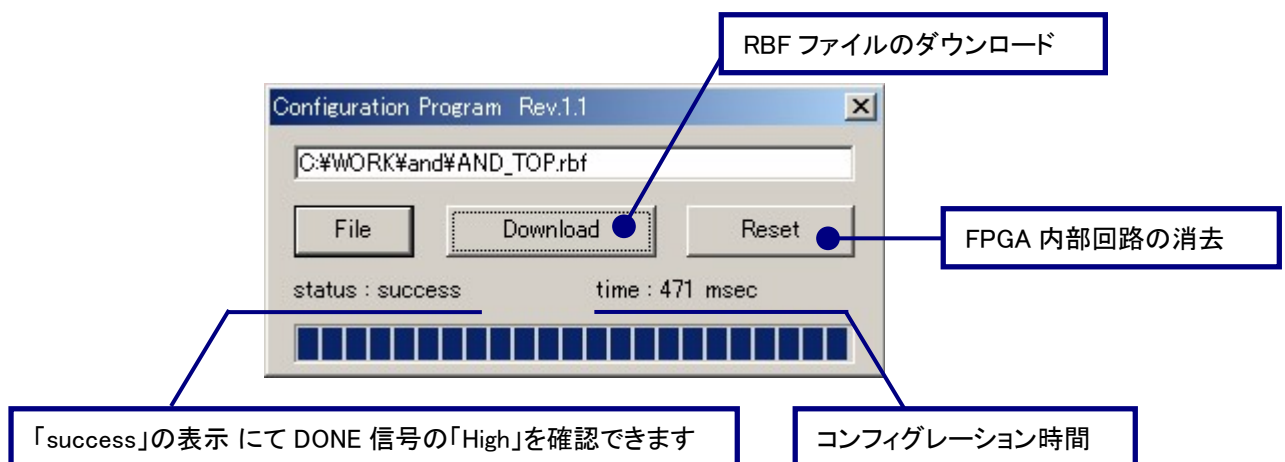 RBF ファイルのダウンロード
Configuration Program Rev.1.1
C:¥WORK¥and¥AND_TOP.rbf
File Download Reset
FPGA 内部回路の消去
status : success time : 471 msec
「success」の表示 にて DONE 信号の「High」を確認できます
コンフィグレーション時間